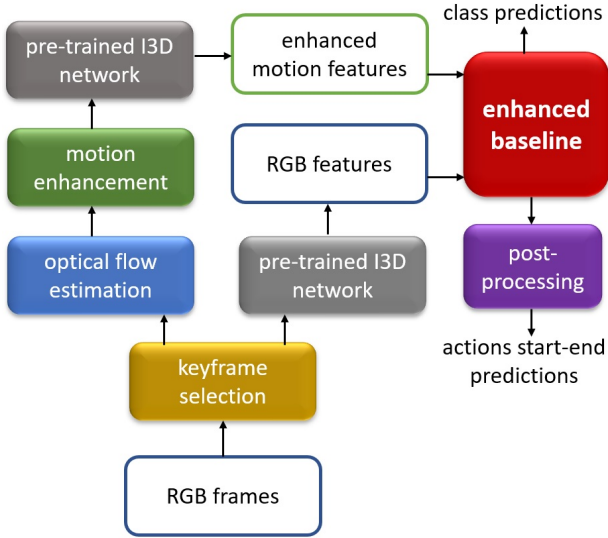 class predictions
pre-trained I3D
network
enhanced
motion features
enhanced
baseline
motion
enhancement
RGB features
optical flow
estimation
pre-trained I3D
network
post-
processing
keyframe
selection
actions start-end
predictions
RGB frames